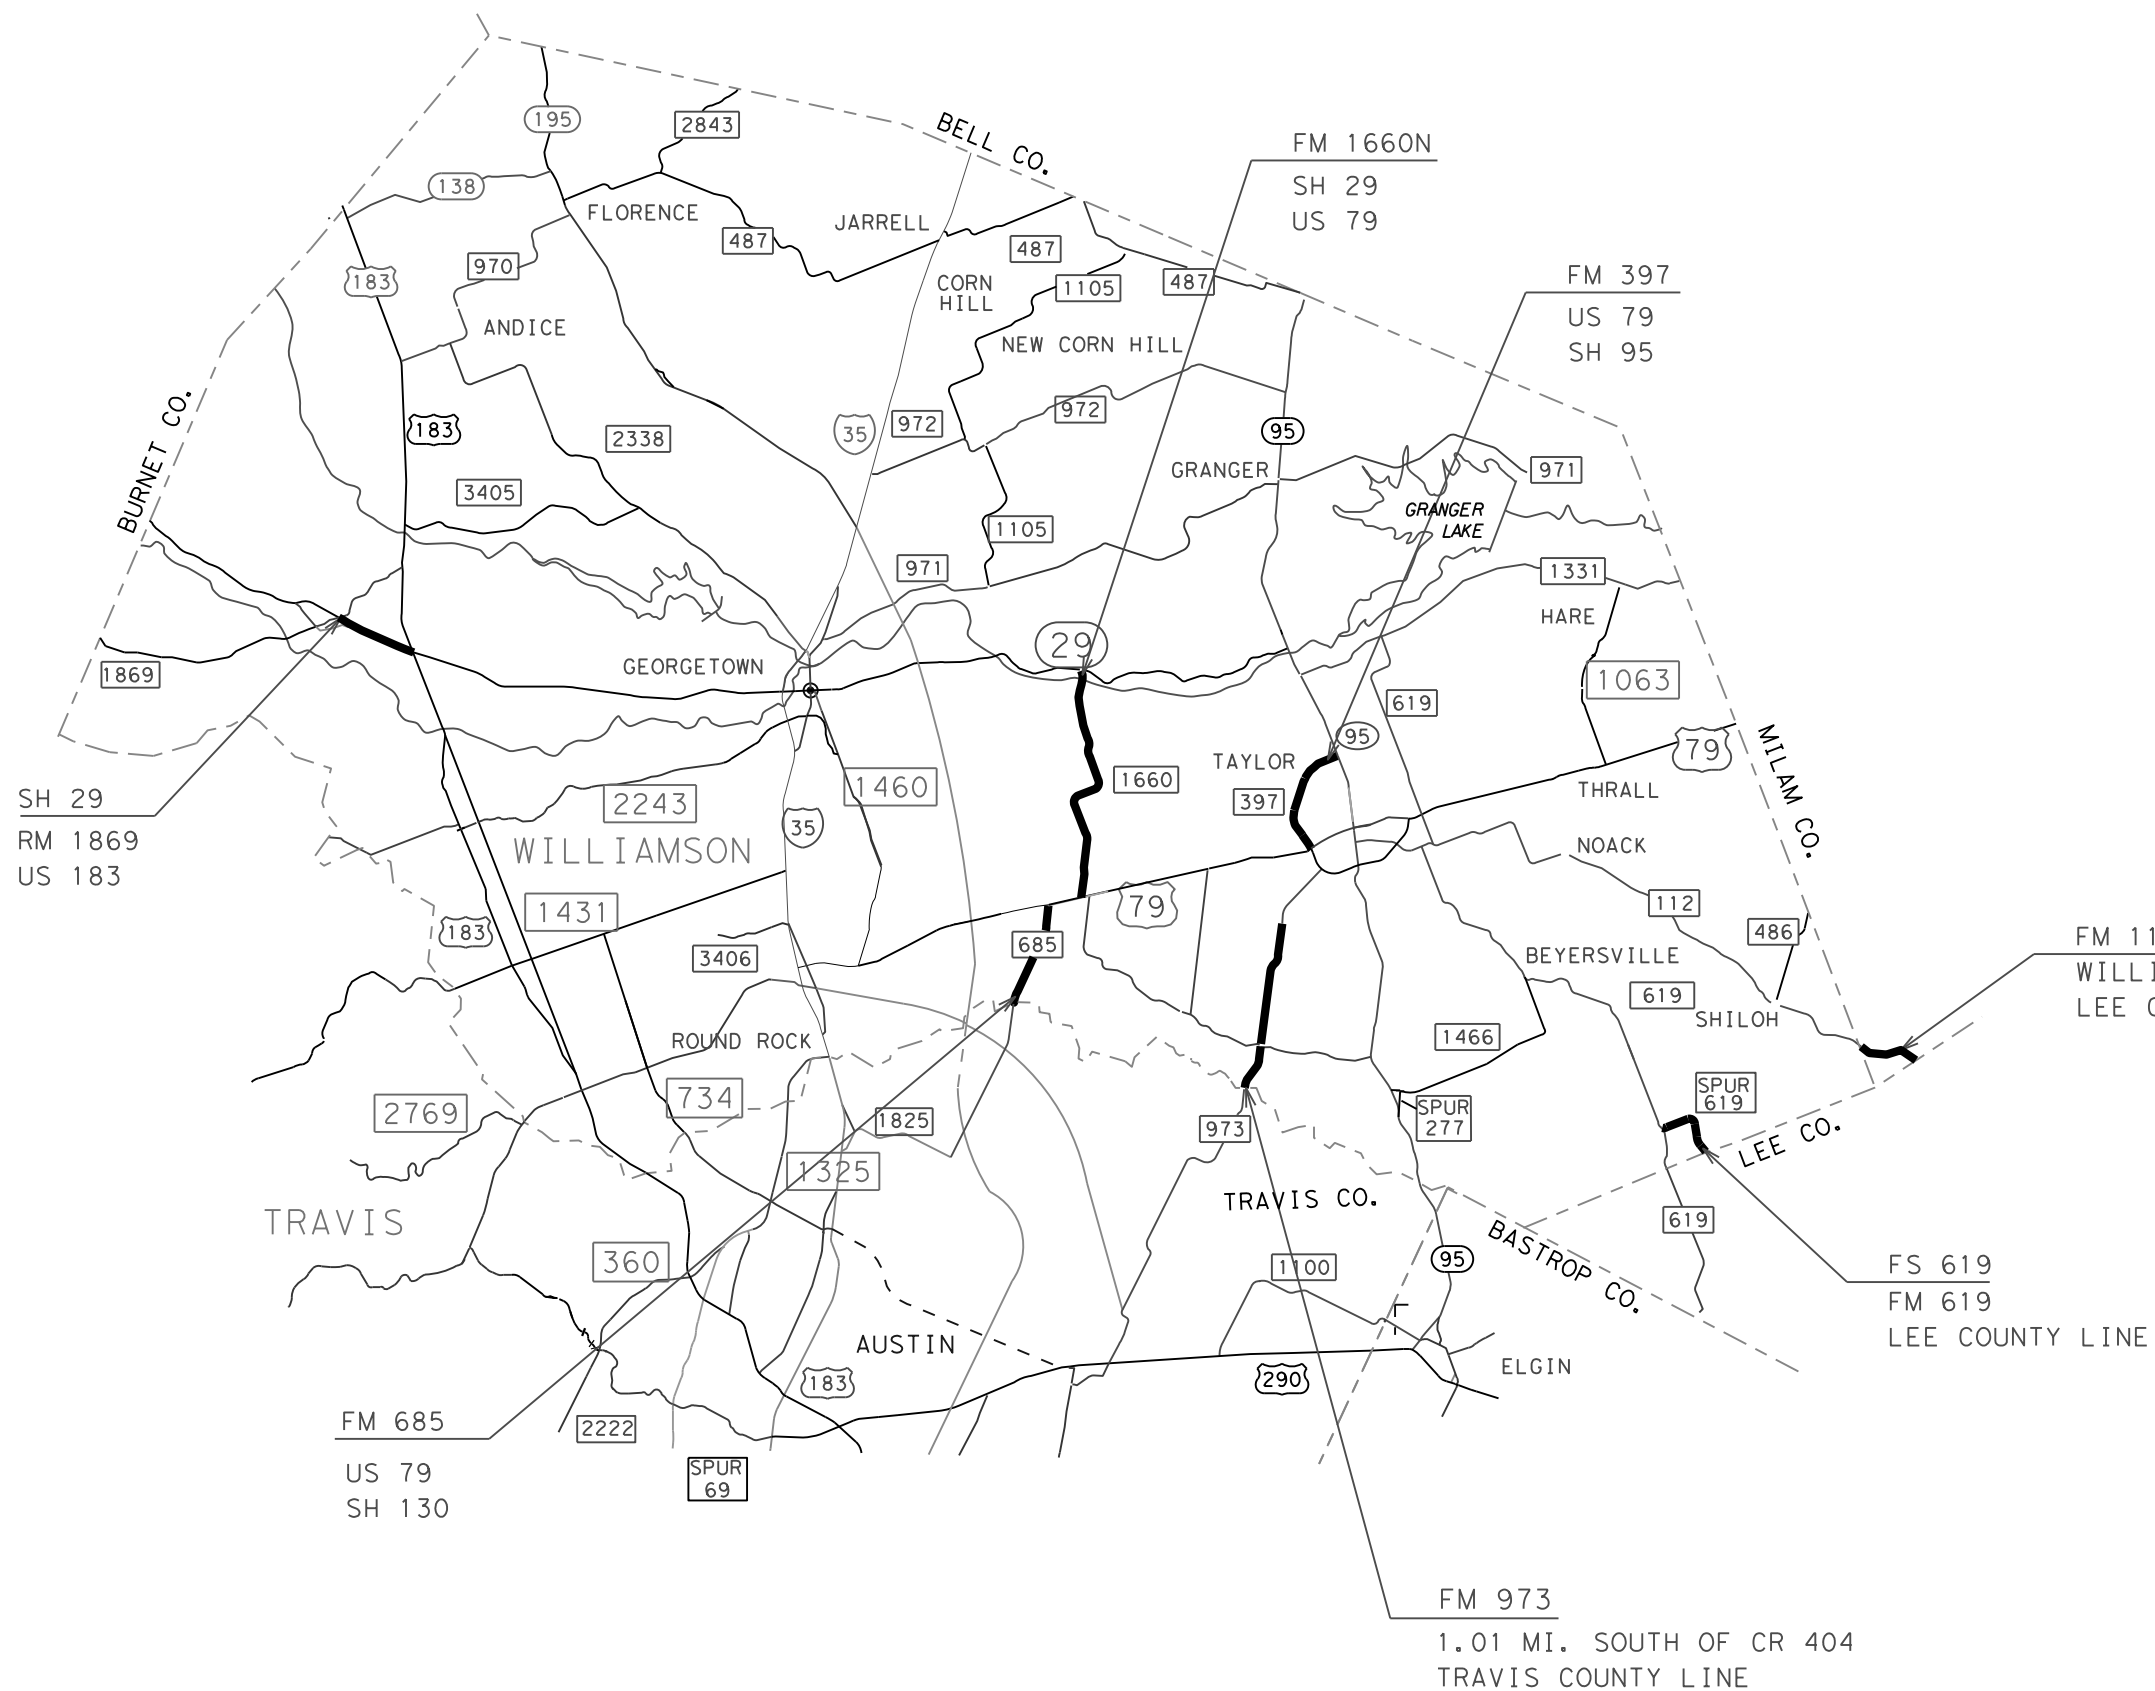 BELL CO.
FM 1660N
SH 29
US 79
195
2843
138
FLORENCE
JARRELL
487
487
FM 397
US 79
SH 95
970
183
CORN
HILL
1105
487
ANDICE
NEW CORN HILL
BURNET CO.
183
2338
35
972
972
95
GRANGER
971
3405
GRANGER
LAKE
1105
971
1331
HARE
29
GEORGETOWN
1869
1063
619
95
79
MILAM CO.
TAYLOR
1660
397
THRALL
1460
2243
35
SH 29
RM 1869
US 183
WILLIAMSON
NOACK
1431
79
112
183
685
486
3406
BEYERSVILLE
FM 11
WILLI
LEE
619
SHILOH
ROUND ROCK
1466
2769
734
1825
973
SPUR
277
SPUR
619
LEE CO.
1325
TRAVIS
TRAVIS CO.
619
BASTROP CO.
360
1100
95
FS 619
FM 619
LEE COUNTY LINE
AUSTIN
ELGIN
183
290
FM 685
US 79
SH 130
2222
SPUR
69
FM 973
1.01 MI. SOUTH OF CR 404
TRAVIS COUNTY LINE